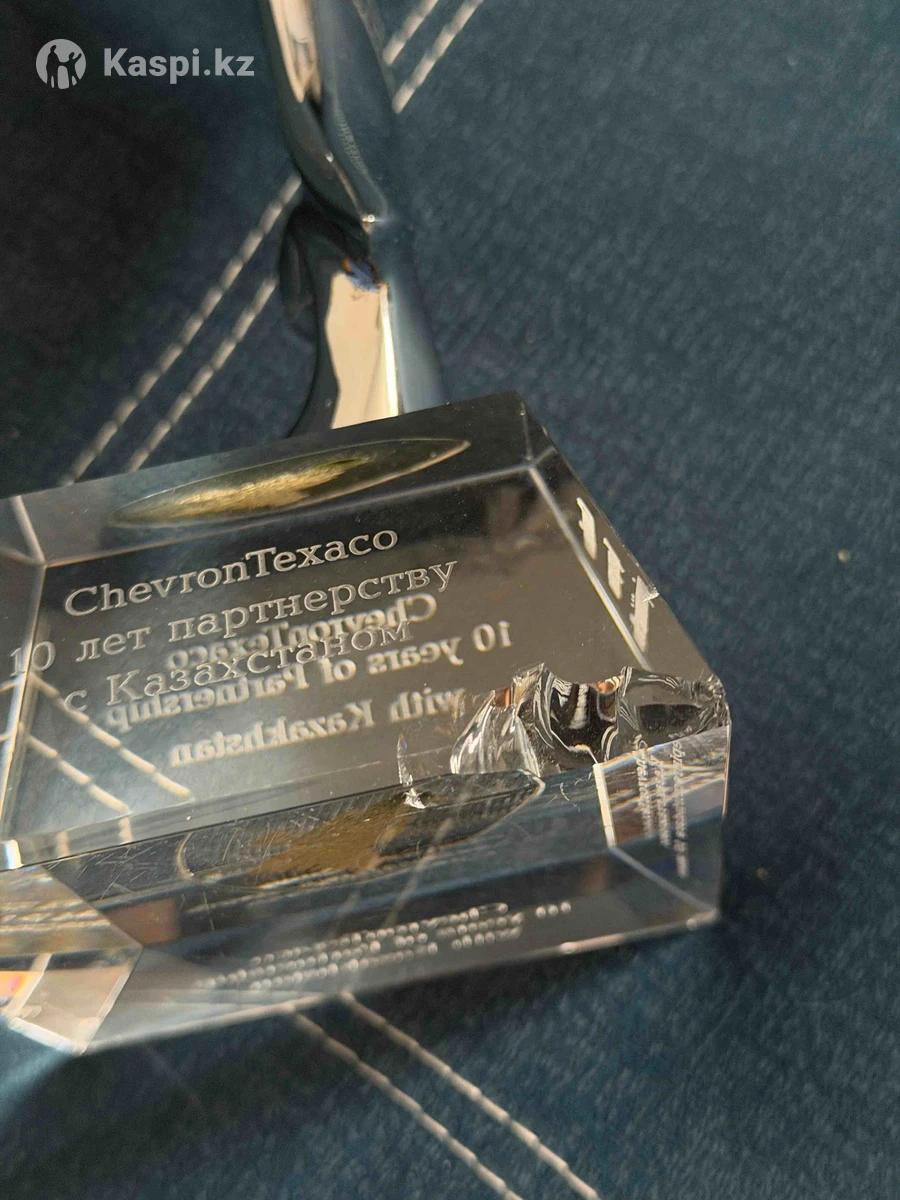 Kaspi.kz
ChevronTexaco
10 лет партнерству
с Казахстаном
ChevronTexaco
10 years of Partnership
with Kazakhstan